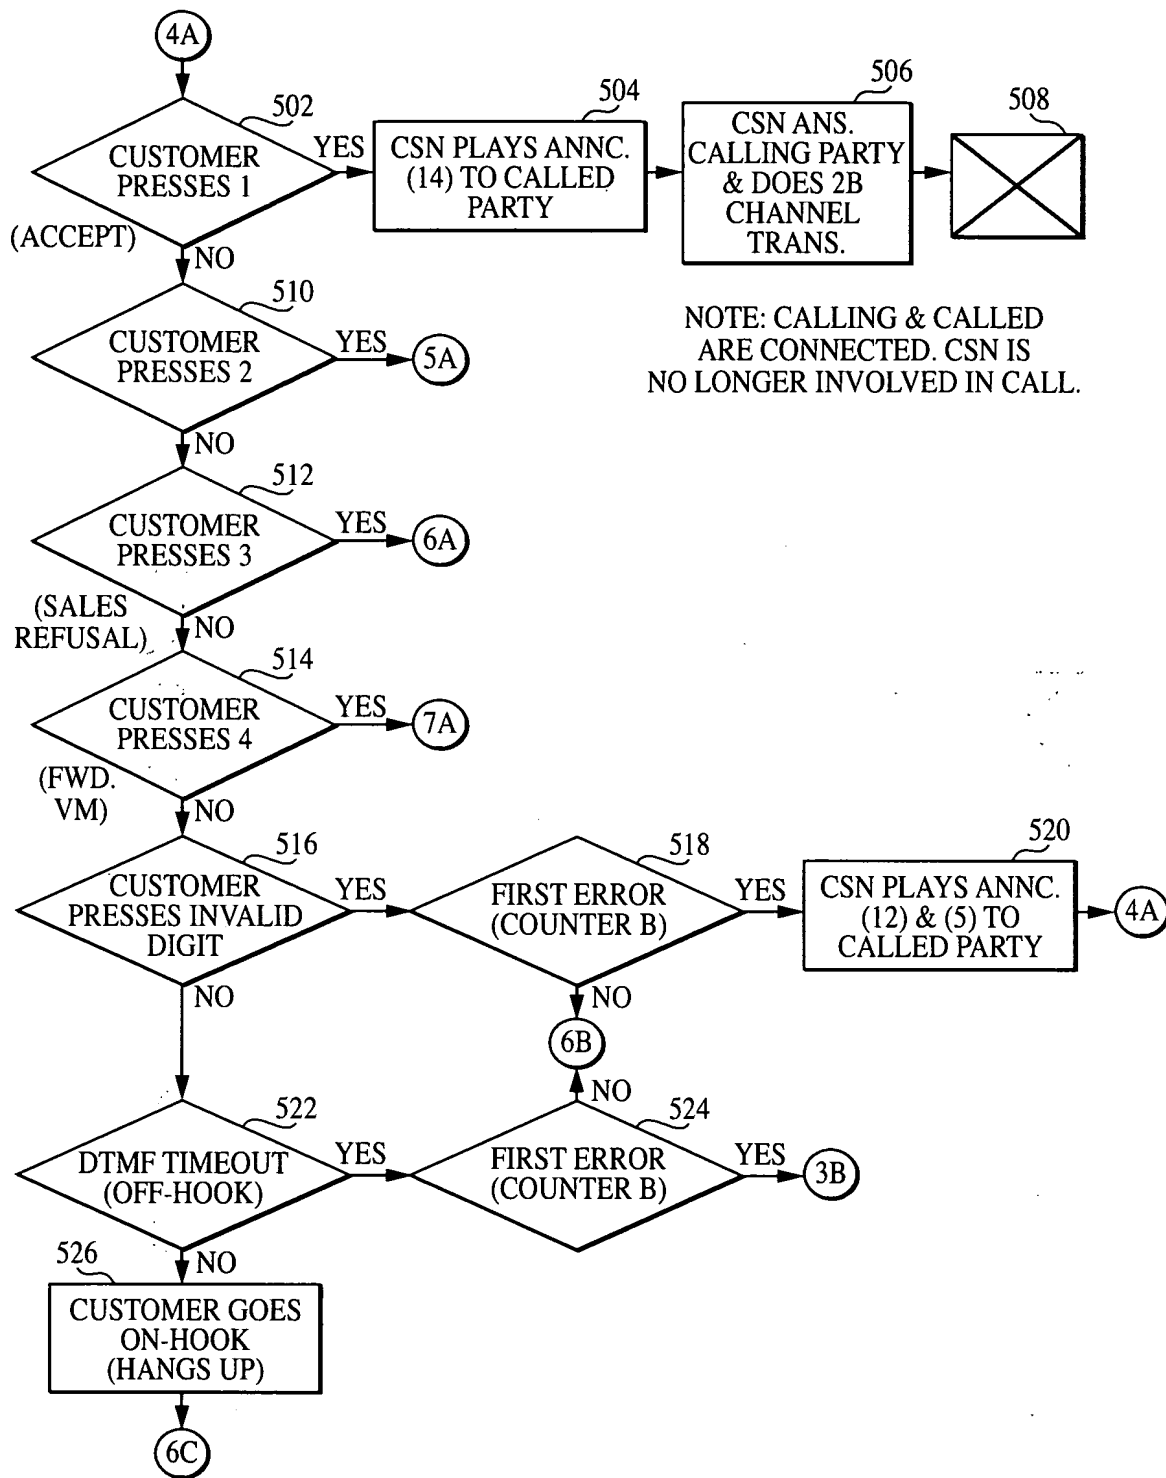 4A
502
CUSTOMER
PRESSES 1
(ACCEPT)
YES
NO
504
CSN PLAYS ANNC.
(14) TO CALLED
PARTY
506
CSN ANS.
CALLING PARTY
& DOES 2B
CHANNEL
TRANS.
508
NOTE: CALLING & CALLED
ARE CONNECTED. CSN IS
NO LONGER INVOLVED IN CALL.
510
CUSTOMER
PRESSES 2
YES
5A
NO
512
CUSTOMER
PRESSES 3
YES
6A
(SALES
REFUSAL)
NO
514
CUSTOMER
PRESSES 4
YES
7A
(FWD.
VM)
NO
516
CUSTOMER
PRESSES INVALID
DIGIT
YES
NO
518
FIRST ERROR
(COUNTER B)
YES
NO
520
CSN PLAYS ANNC.
(12) & (5) TO
CALLED PARTY
4A
6B
522
DTMF TIMEOUT
(OFF-HOOK)
YES
NO
NO
524
FIRST ERROR
(COUNTER B)
YES
3B
526
CUSTOMER GOES
ON-HOOK
(HANGS UP)
6C